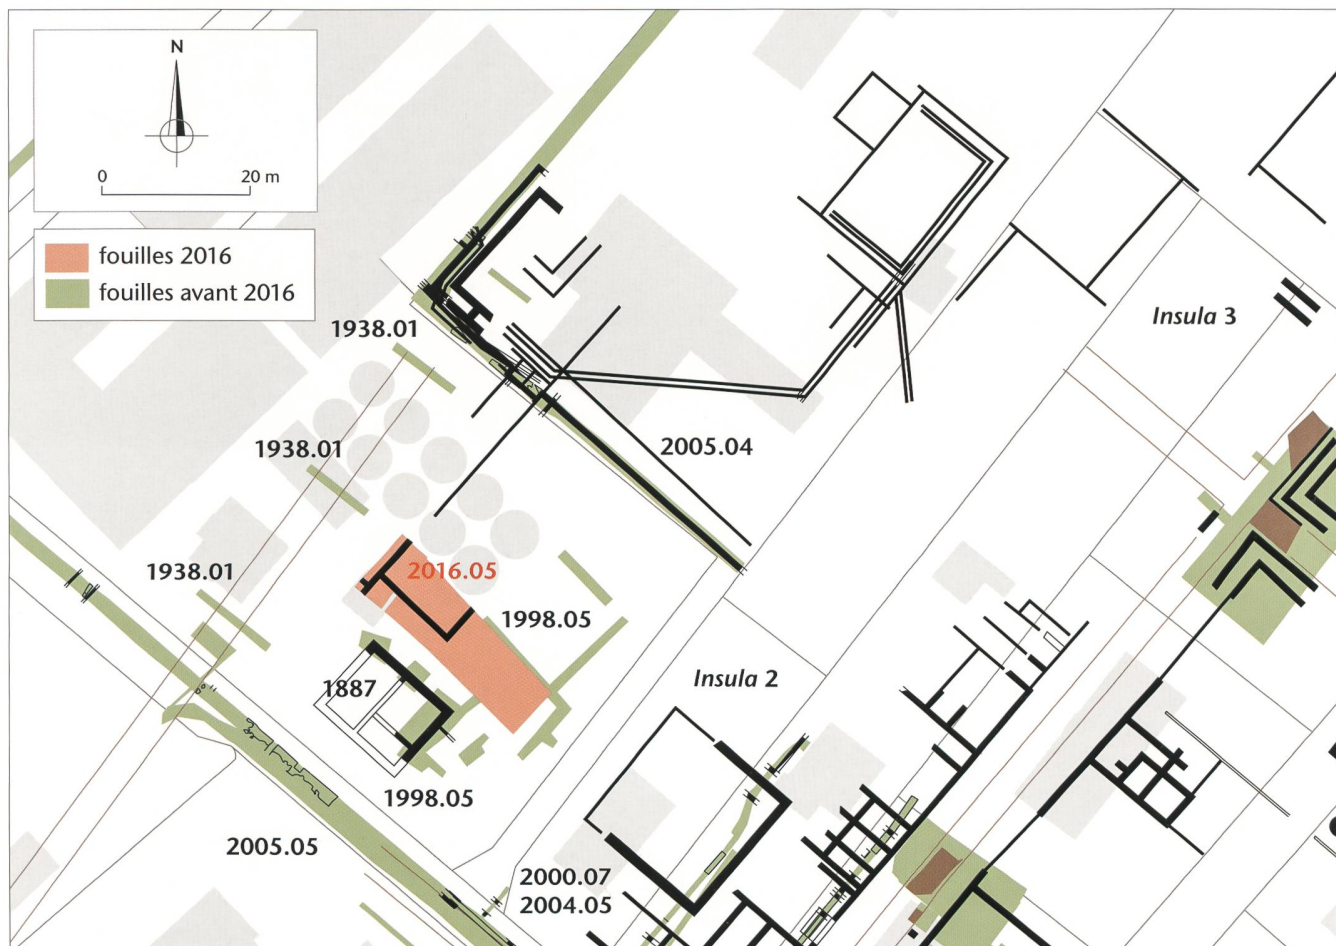 N
0 20 m
fouilles 2016
fouilles avant 2016
1938.01
Insula 3
1938.01
2005.04
1938.01
2016.05
1998.05
Insula 2
1887
1998.05
2005.05
2000.07
2004.05